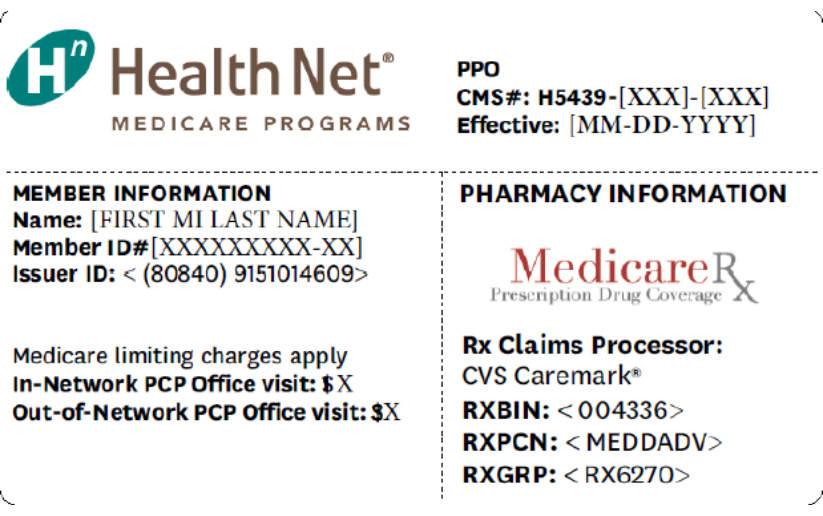 Hn Health Net®
MEDICARE PROGRAMS
PPO
CMS#: H5439-[XXX]-[XXX]
Effective: [MM-DD-YYYY]
MEMBER INFORMATION
Name: [FIRST MI LAST NAME]
Member ID#[XXXXXXXXX-XX]
Issuer ID: < (80840) 9151014609>
Medicare limiting charges apply
In-Network PCP Office visit: $X
Out-of-Network PCP Office visit: $X
PHARMACY INFORMATION
MedicareRx
Prescription Drug Coverage
Rx Claims Processor:
CVS Caremark®
RXBIN: <004336>
RXPCN: <MEDDADV>
RXGRP: <RX6270>